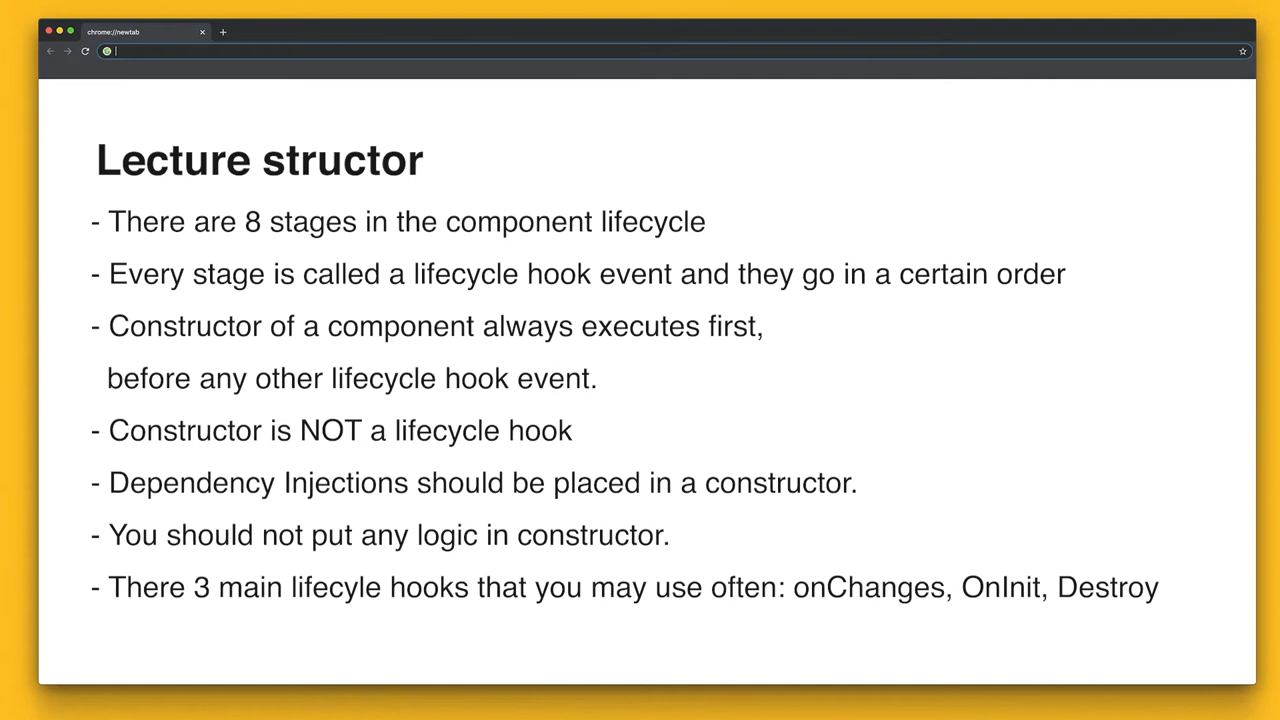 chrome://newtab
Lecture structor
- There are 8 stages in the component lifecycle
- Every stage is called a lifecycle hook event and they go in a certain order
- Constructor of a component always executes first,
before any other lifecycle hook event.
- Constructor is NOT a lifecycle hook
- Dependency Injections should be placed in a constructor.
- You should not put any logic in constructor.
- There 3 main lifecyle hooks that you may use often: onChanges, OnInit, Destroy